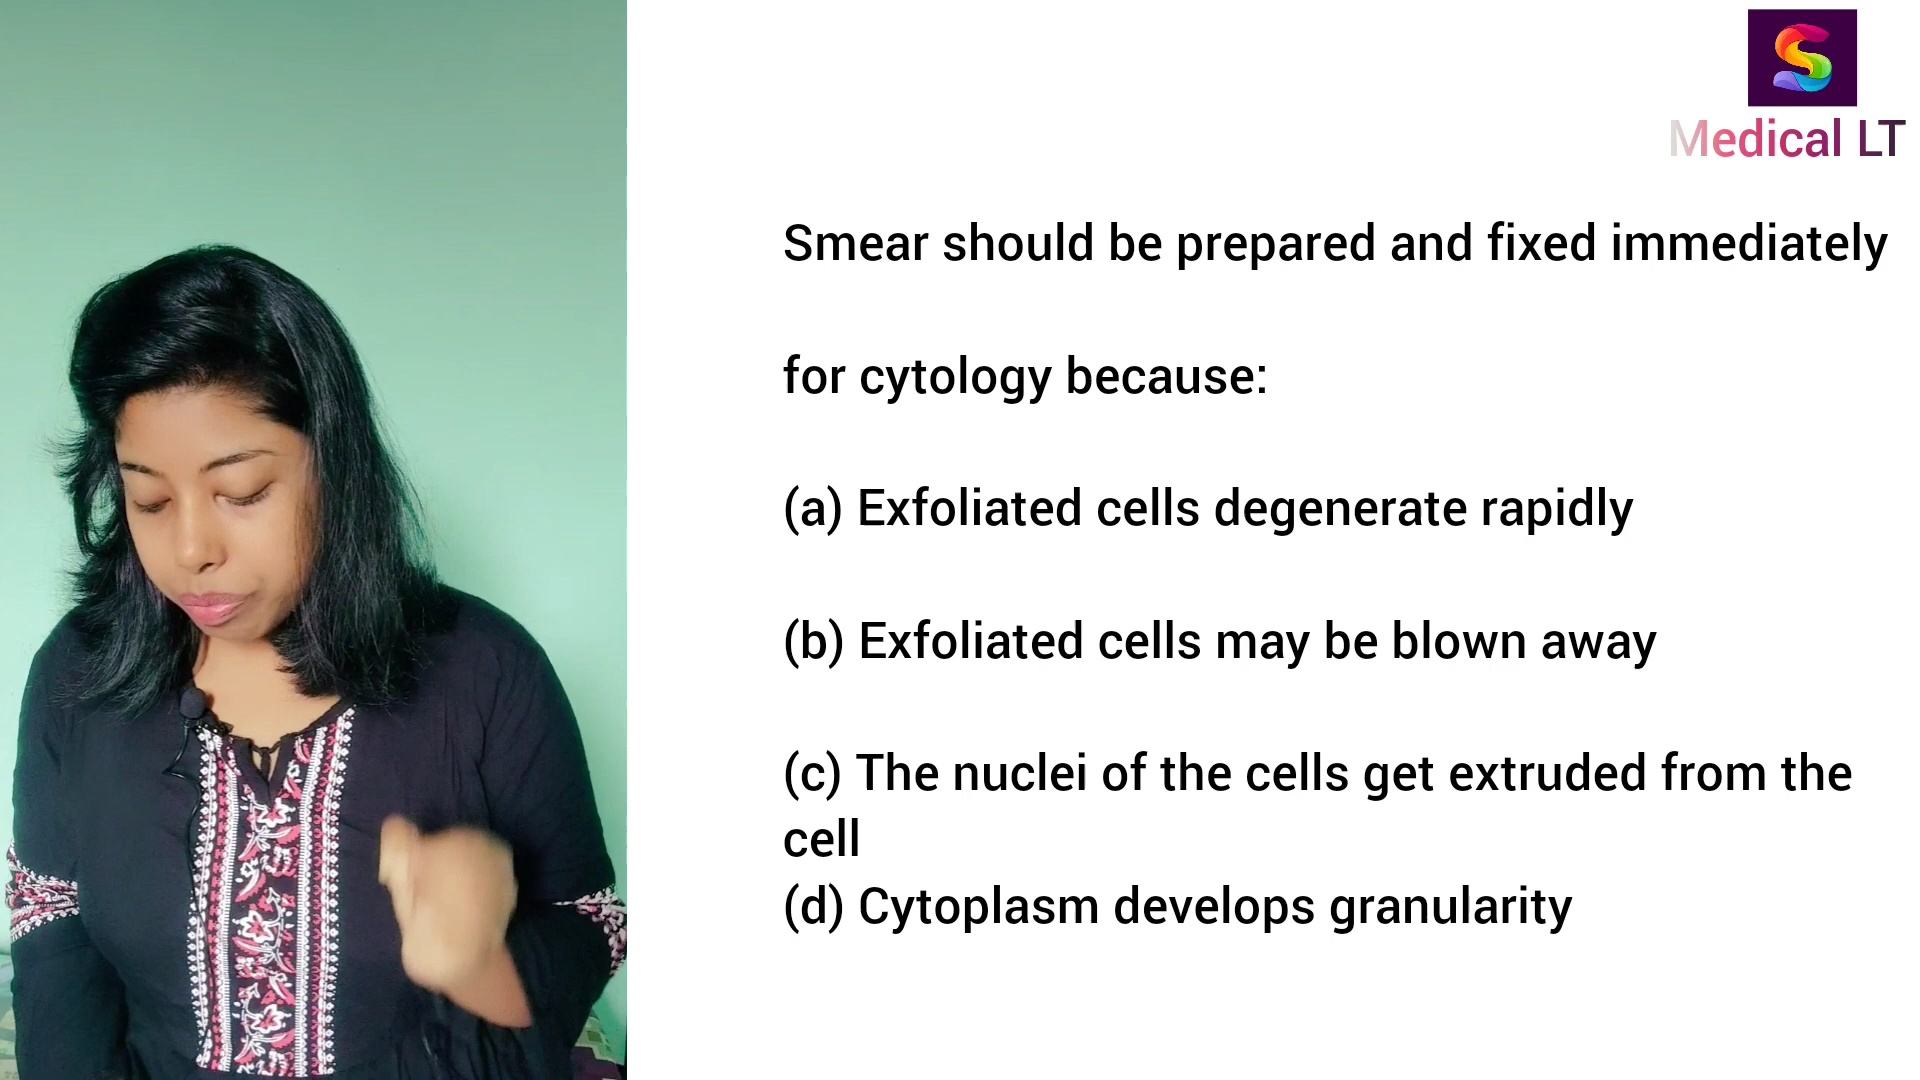 Medical LT
Smear should be prepared and fixed immediately
for cytology because:
(a) Exfoliated cells degenerate rapidly
(b) Exfoliated cells may be blown away
(c) The nuclei of the cells get extruded from the
cell
(d) Cytoplasm develops granularity